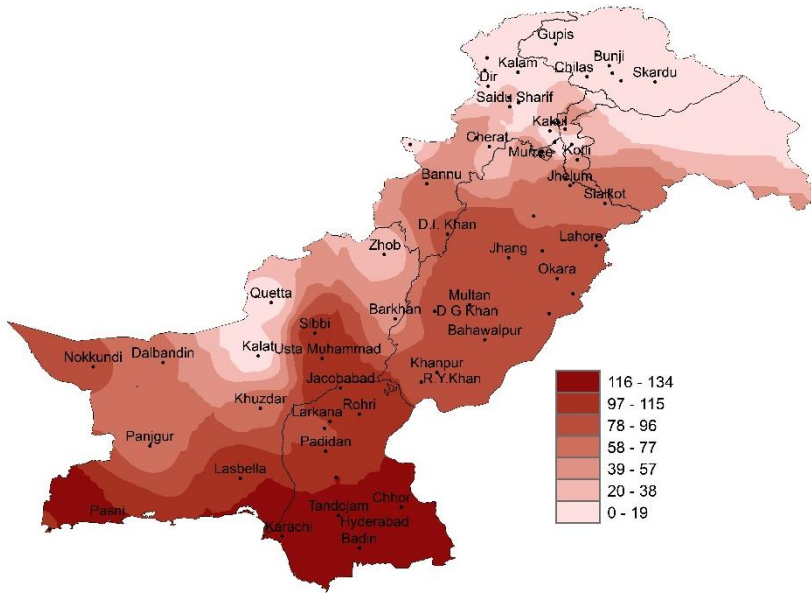 Gupis
Bunji
Kalam
Chilas
Skardu
Dir
Saidu Sharif
Kakul
Cherat
Murree
Kotli
Bannu
Jhelum
Sialkot
D.I. Khan
Lahore
Zhob
Jhang
Okara
Quetta
Multan
Barkhan
D G Khan
Sibbi
Bahawalpur
Nokkundi
Dalbandin
Kalat
Usta Muhammad
Khanpur
Jacobabad
R.Y.Khan
Khuzdar
Larkana
Rohri
Panjgur
Padidan
Lasbella
Pasni
Tandojam
Chhor
Karachi
Hyderabad
Badin
116 - 134
97 - 115
78 - 96
58 - 77
39 - 57
20 - 38
0 - 19